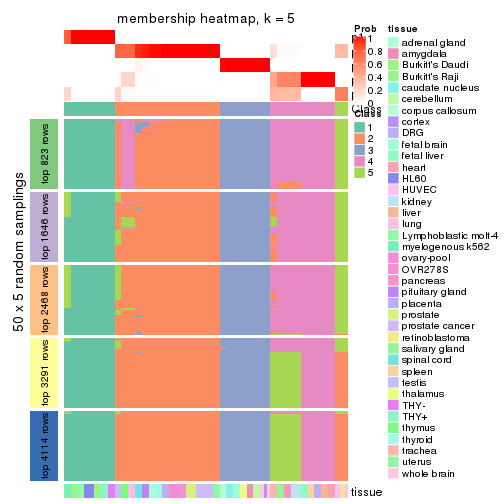 membership heatmap, k = 5
50 x 5 random samplings
top 823 rows
top 1646 rows
top 2468 rows
top 3291 rows
top 4114 rows
Prob
1
0.8
0.6
0.4
0.2
0
Class
Class
1
2
3
4
5
tissue
adrenal gland
amygdala
Burkitt's Daudi
Burkitt's Raji
caudate nucleus
cerebellum
corpus callosum
cortex
DRG
fetal brain
fetal liver
heart
HL60
HUVEC
kidney
liver
lung
Lymphoblastic molt-4
myelogenous k562
ovary-pool
OVR278S
pancreas
pituitary gland
placenta
prostate
prostate cancer
retinoblastoma
salivary gland
spinal cord
spleen
testis
thalamus
THY-
THY+
thymus
thyroid
trachea
uterus
whole brain
tissue